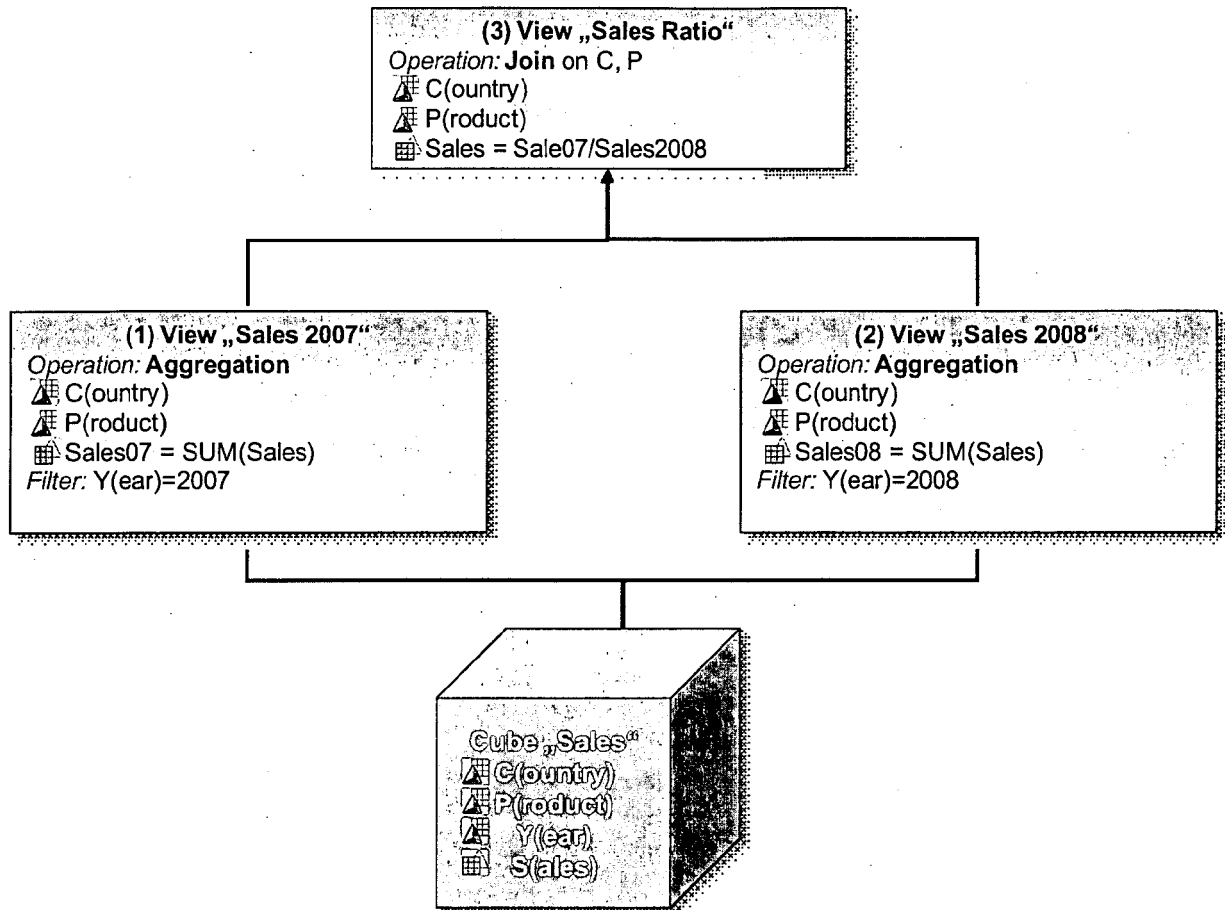 (3) View „Sales Ratio“
Operation: Join on C, P
C(ountry)
P(roduct)
Sales = Sale07/Sales2008
(1) View „Sales 2007“
Operation: Aggregation
C(ountry)
P(roduct)
Sales07 = SUM(Sales)
Filter: Y(ear)=2007
(2) View „Sales 2008“
Operation: Aggregation
C(ountry)
P(roduct)
Sales08 = SUM(Sales)
Filter: Y(ear)=2008
Cube „Sales“
C(ountry)
P(roduct)
Y(ear)
S(ales)